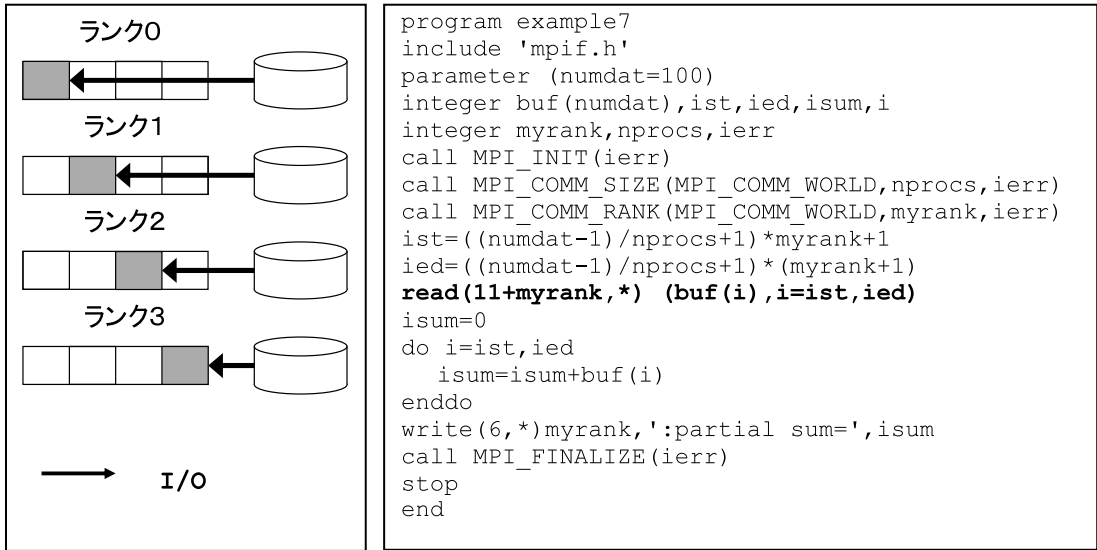 ランク0
ランク1
ランク2
ランク3
I/O
program example7
include 'mpif.h'
parameter (numdat=100)
integer buf(numdat),ist,ied,isum,i
integer myrank,nprocs,ierr
call MPI_INIT(ierr)
call MPI_COMM_SIZE(MPI_COMM_WORLD,nprocs,ierr)
call MPI_COMM_RANK(MPI_COMM_WORLD,myrank,ierr)
ist=((numdat-1)/nprocs+1)*myrank+1
ied=((numdat-1)/nprocs+1)*(myrank+1)
read(11+myrank,*) (buf(i),i=ist,ied)
isum=0
do i=ist,ied
isum=isum+buf(i)
enddo
write(6,*)myrank,':partial sum=',isum
call MPI_FINALIZE(ierr)
stop
end